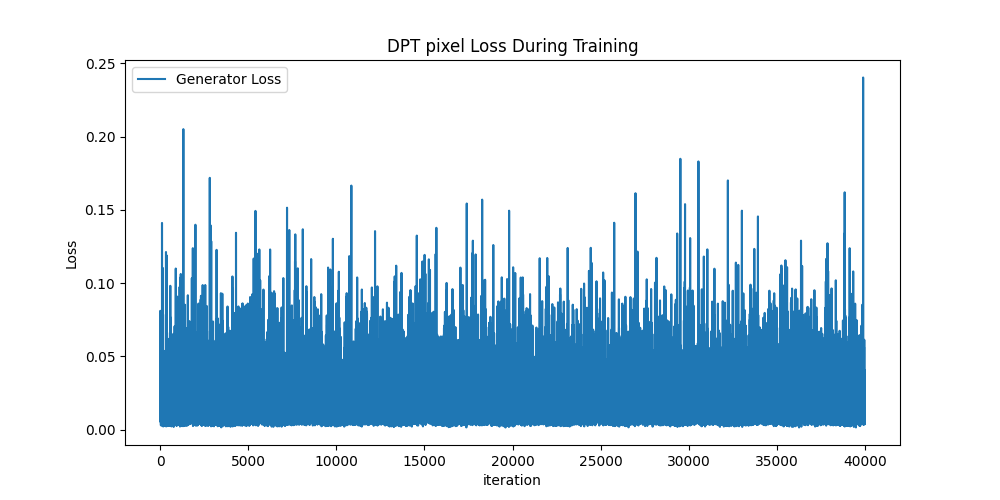 DPT pixel Loss During Training
Generator Loss
Loss
0.25
0.20
0.15
0.10
0.05
0.00
0 5000 10000 15000 20000 25000 30000 35000 40000
iteration